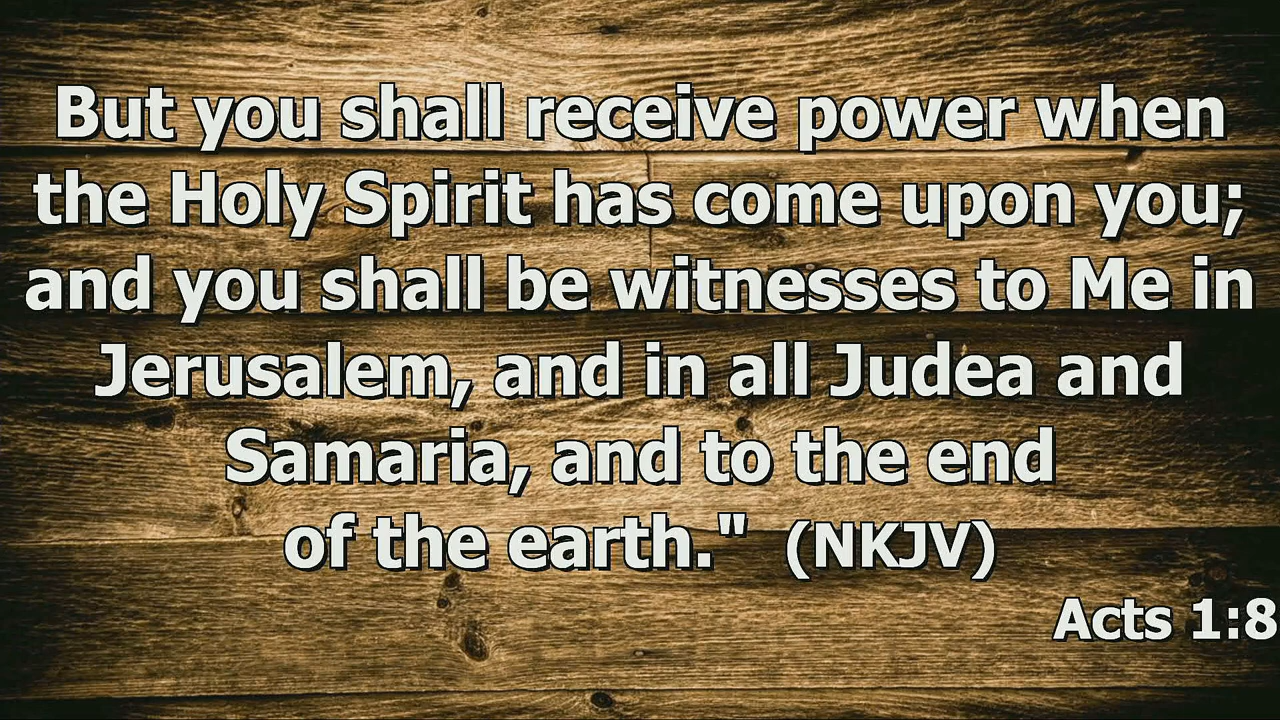 But you shall receive power when
the Holy Spirit has come upon you;
and you shall be witnesses to Me in
Jerusalem, and in all Judea and
Samaria, and to the end
of the earth." (NKJV)
Acts 1:8